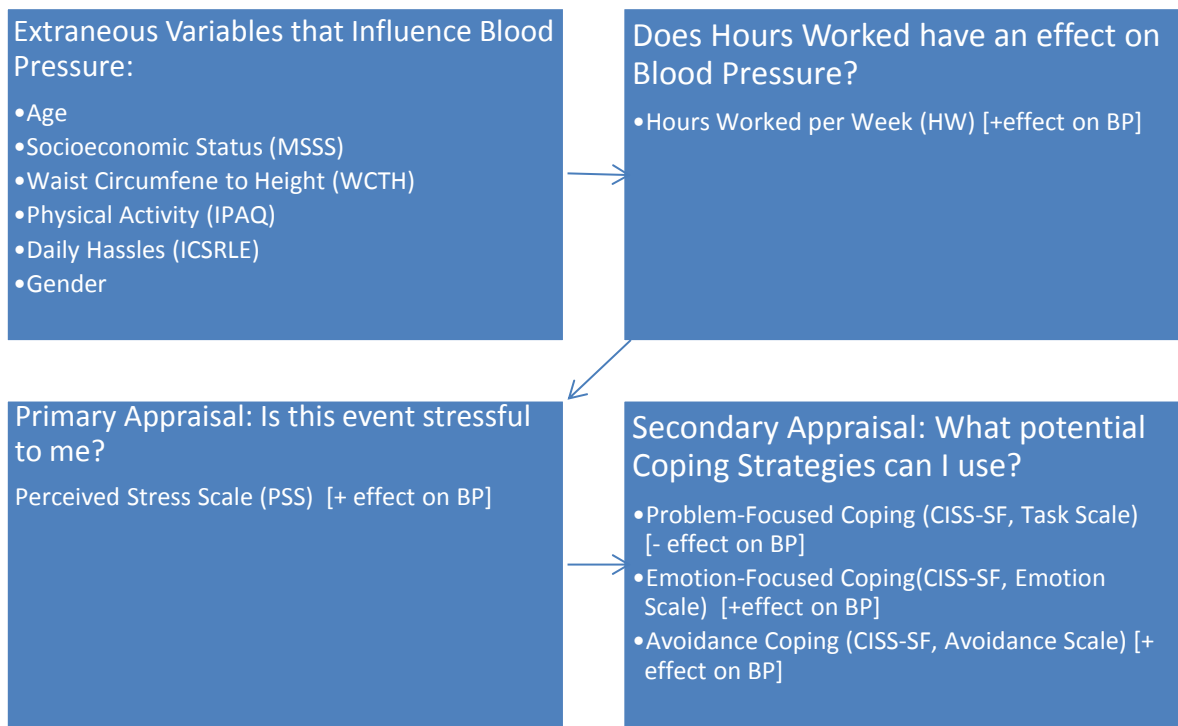 Extraneous Variables that Influence Blood
Pressure:
•Age
•Socioeconomic Status (MSSS)
•Waist Circumfene to Height (WCTH)
•Physical Activity (IPAQ)
•Daily Hassles (ICSRLE)
•Gender
Does Hours Worked have an effect on
Blood Pressure?
•Hours Worked per Week (HW) [+effect on BP]
Primary Appraisal: Is this event stressful
to me?
Perceived Stress Scale (PSS) [+ effect on BP]
Secondary Appraisal: What potential
Coping Strategies can I use?
•Problem-Focused Coping (CISS-SF, Task Scale)
[- effect on BP]
•Emotion-Focused Coping(CISS-SF, Emotion
Scale) [+effect on BP]
•Avoidance Coping (CISS-SF, Avoidance Scale) [+
effect on BP]